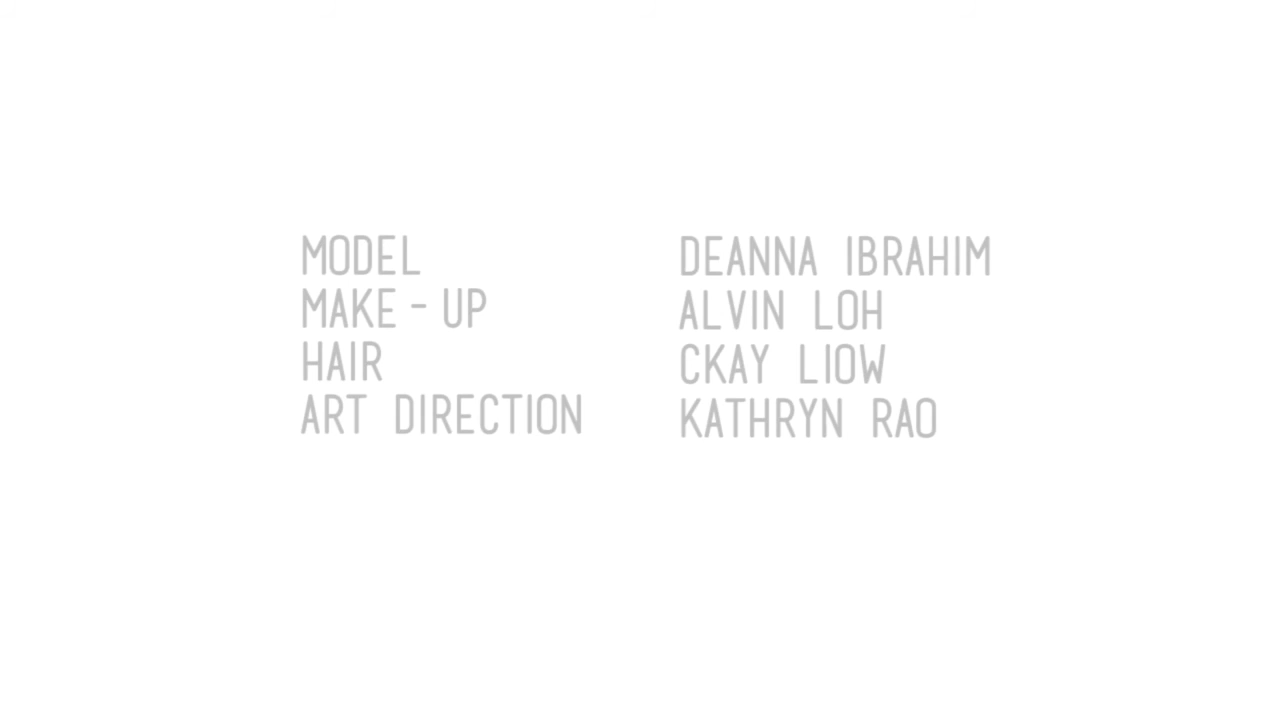 MODEL DEANNA IBRAHIM
MAKE - UP ALVIN LOH
HAIR CKAY LIOW
ART DIRECTION KATHRYN RAO